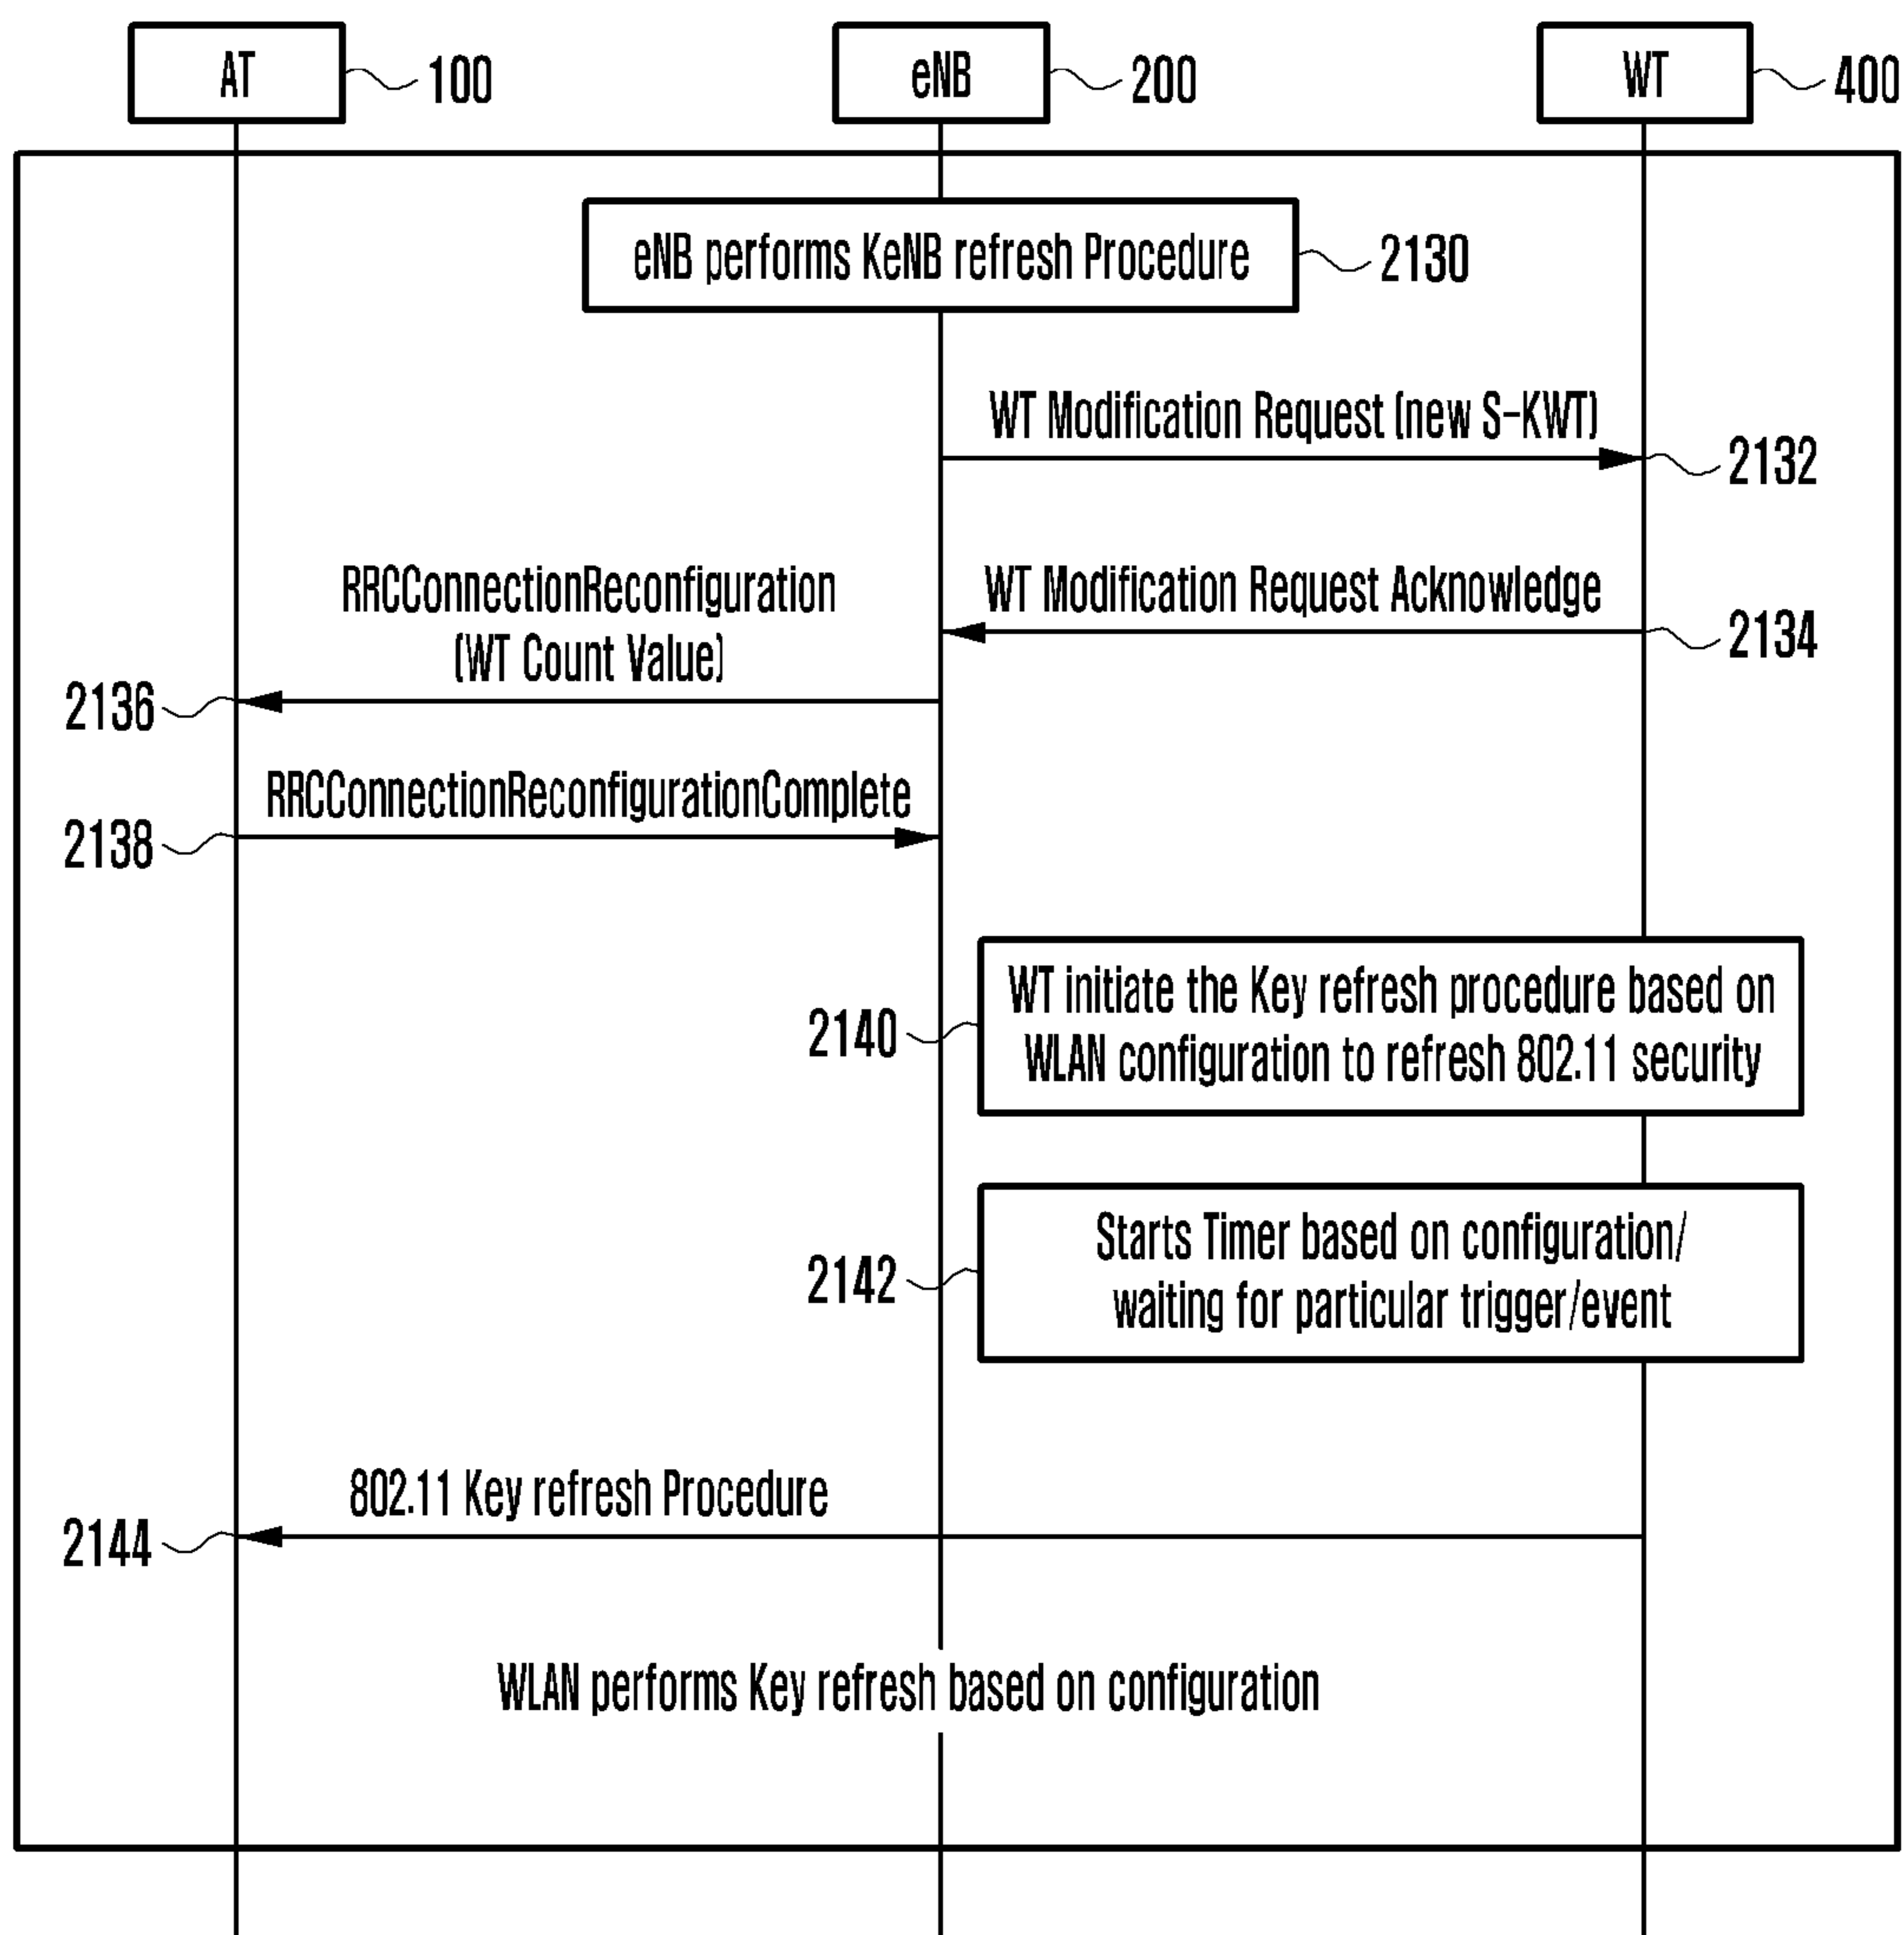 AT
100
eNB
200
WT
400
eNB performs KeNB refresh Procedure
2130
WT Modification Request (new S-KWT)
2132
RRCConnectionReconfiguration
(WT Count Value)
2136
WT Modification Request Acknowledge
2134
RRCConnectionReconfigurationComplete
2138
WT initiate the Key refresh procedure based on
WLAN configuration to refresh 802.11 security
2140
Starts Timer based on configuration/
waiting for particular trigger/event
2142
802.11 Key refresh Procedure
2144
WLAN performs Key refresh based on configuration